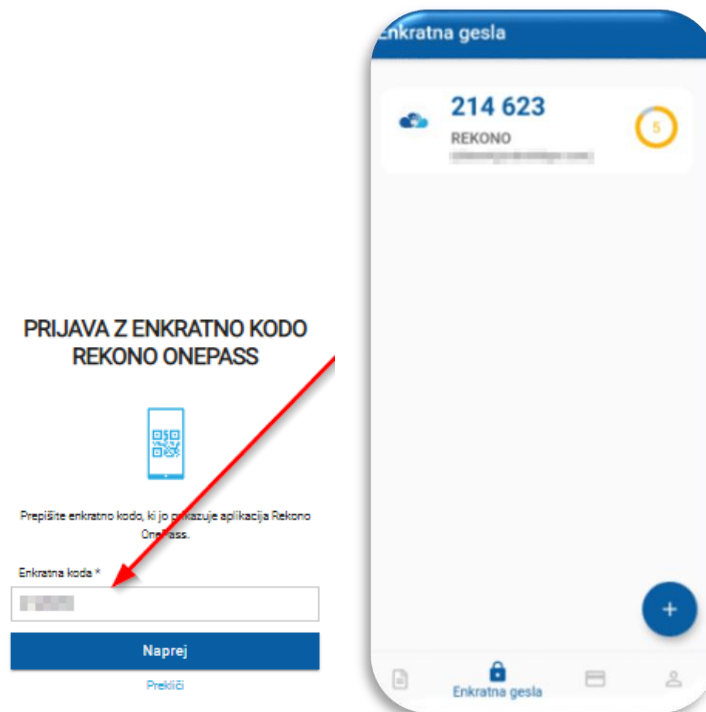 PRIJAVA Z ENKRATNO KODO
REKONO ONEPASS
Prepišite enkratno kodo, ki jo prikazuje aplikacija Rekono
OnePass.
Enkratna koda *
Naprej
Prekliči
Enkratna gesla
214 623
REKONO
5
Enkratna gesla